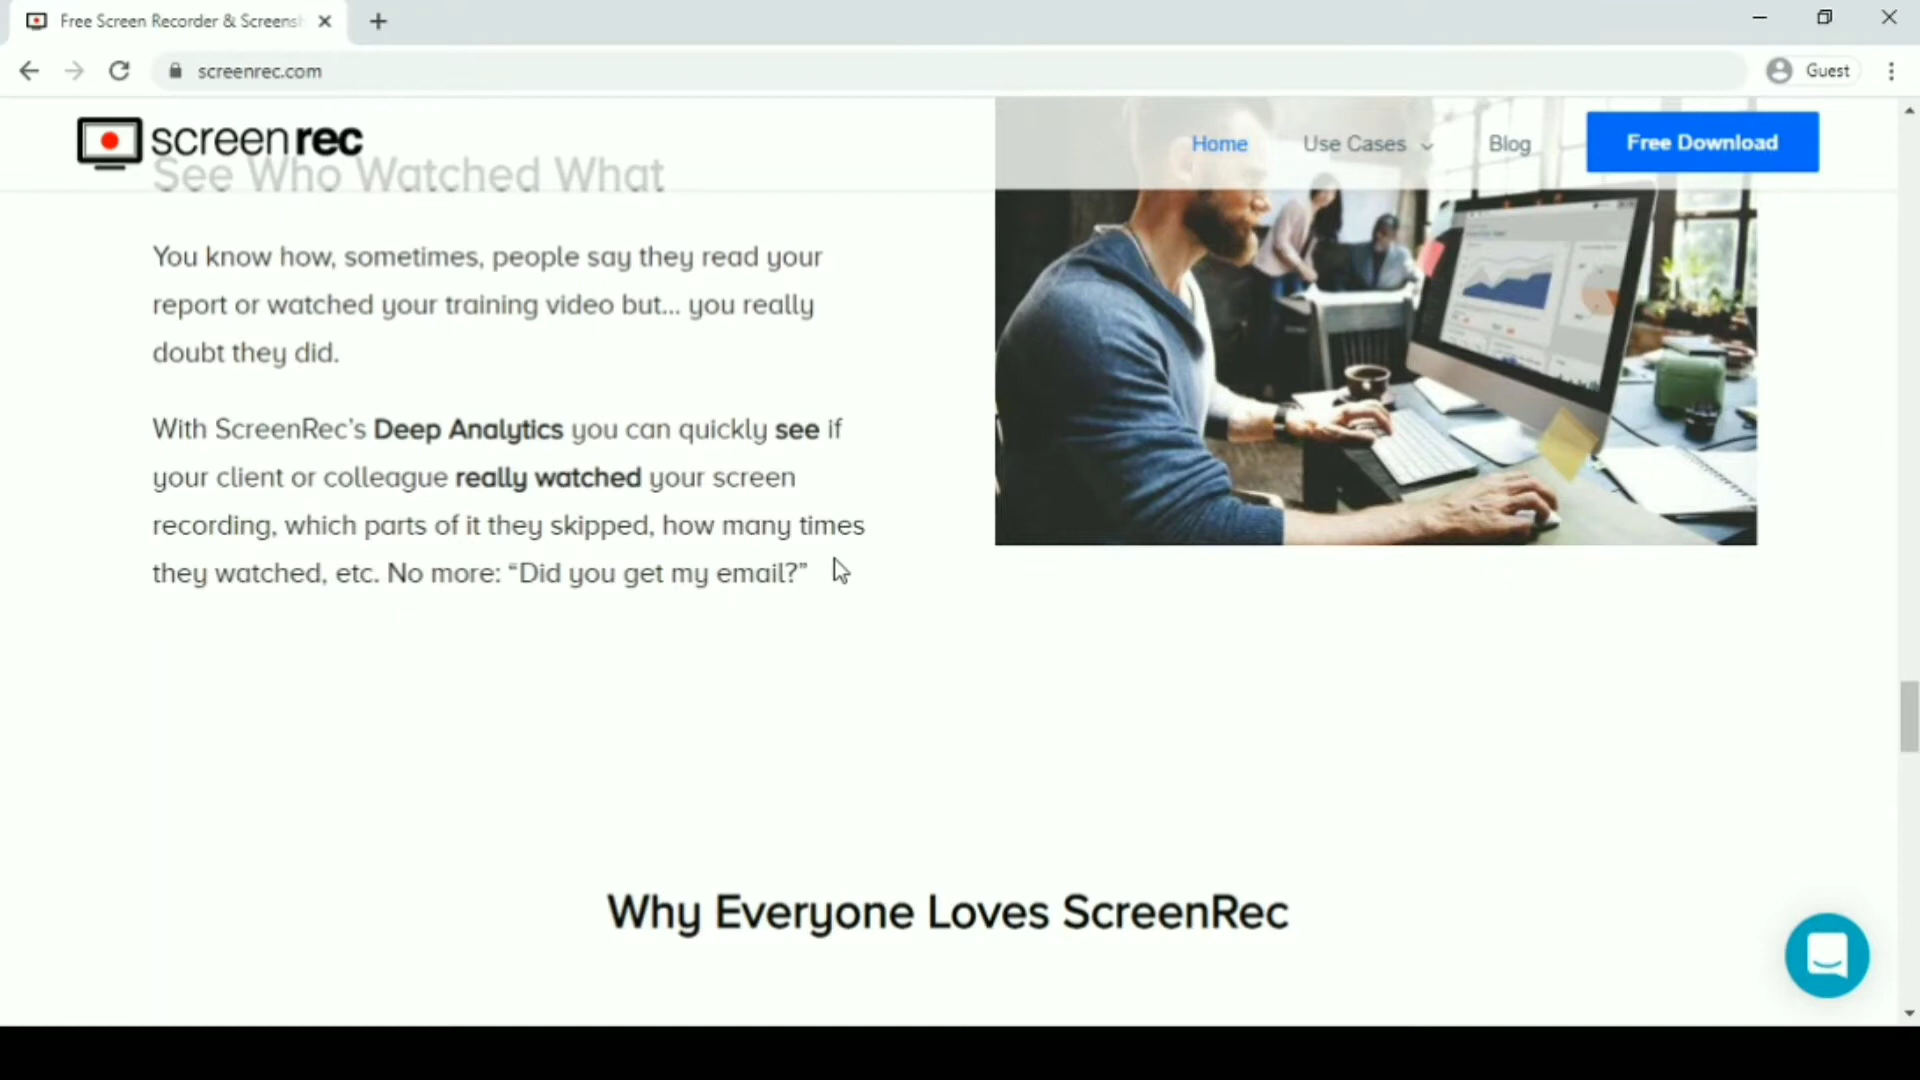 Free Screen Recorder & Screensh
screenrec.com
Guest
screenrec
Home
Use Cases
Blog
Free Download
See Who Watched What
You know how, sometimes, people say they read your
report or watched your training video but... you really
doubt they did.
With ScreenRec’s Deep Analytics you can quickly see if
your client or colleague really watched your screen
recording, which parts of it they skipped, how many times
they watched, etc. No more: “Did you get my email?”
Why Everyone Loves ScreenRec